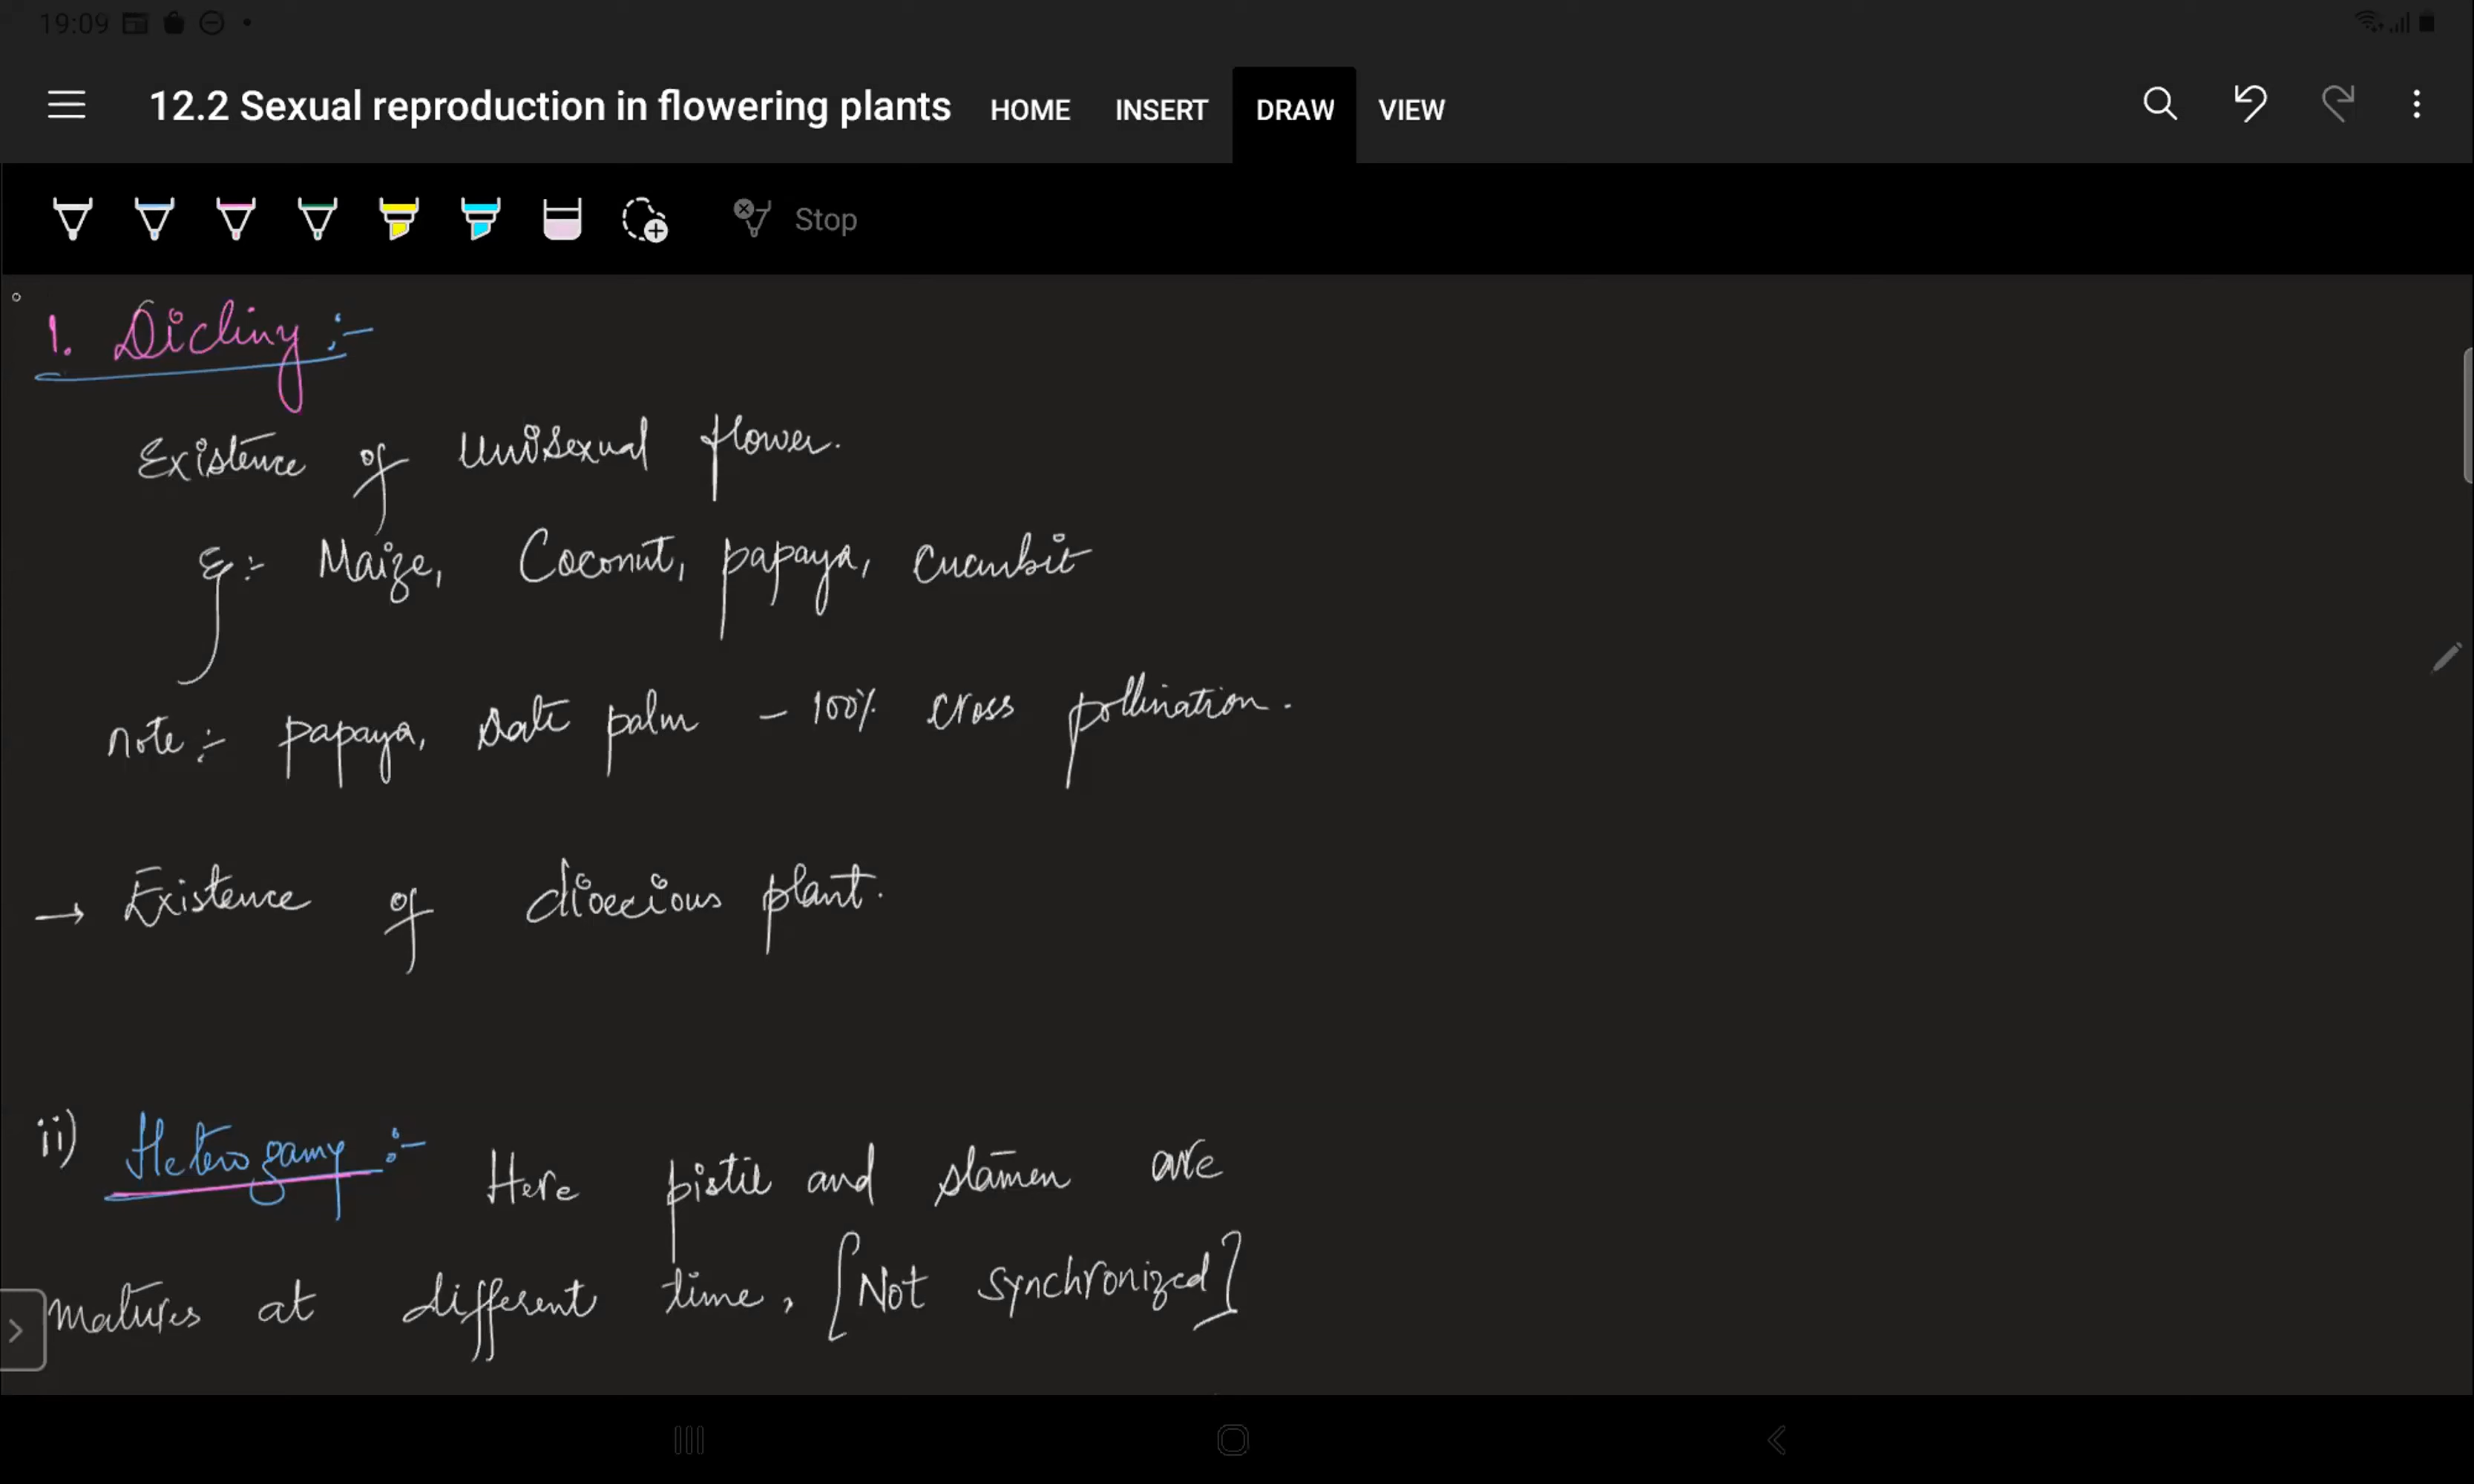 19:09
12.2 Sexual reproduction in flowering plants HOME INSERT DRAW VIEW
Stop
1. Dicliny :-
Existence of Unisexual flower.
Eg :- Maize, Coconut, papaya, cucurbit
note :- papaya, Date palm - 100% cross pollination.
→ Existence of dioecious plant.
ii) Heterogamy :- Here pistil and stamen are
matures at different time, [Not synchronized]